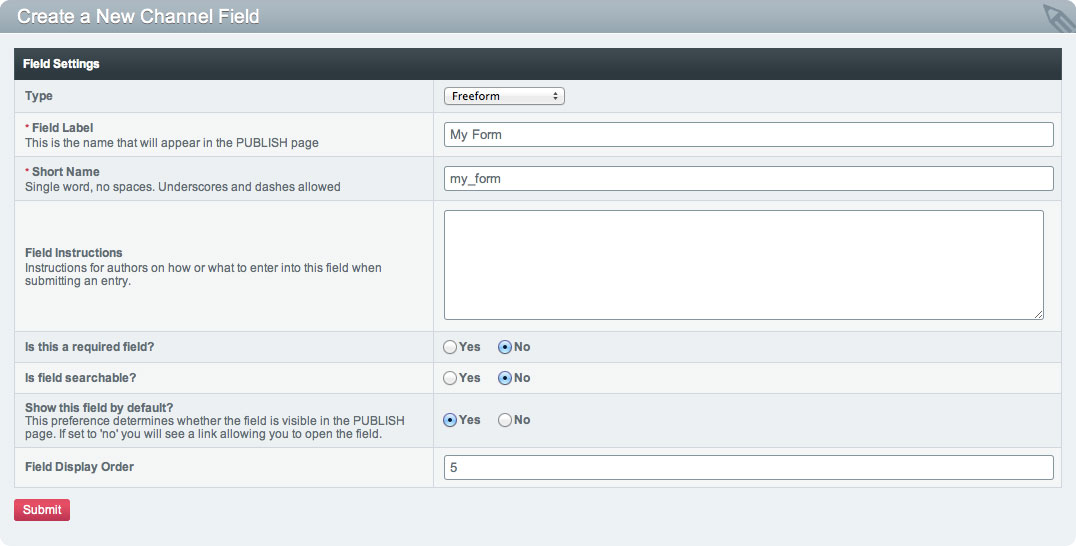 Create a New Channel Field
Field Settings
Type
Freeform
* Field Label
This is the name that will appear in the PUBLISH page
My Form
* Short Name
Single word, no spaces. Underscores and dashes allowed
my_form
Field Instructions
Instructions for authors on how or what to enter into this field when
submitting an entry.
Is this a required field?
Yes No
Is field searchable?
Yes No
Show this field by default?
This preference determines whether the field is visible in the PUBLISH
page. If set to 'no' you will see a link allowing you to open the field.
Yes No
Field Display Order
5
Submit